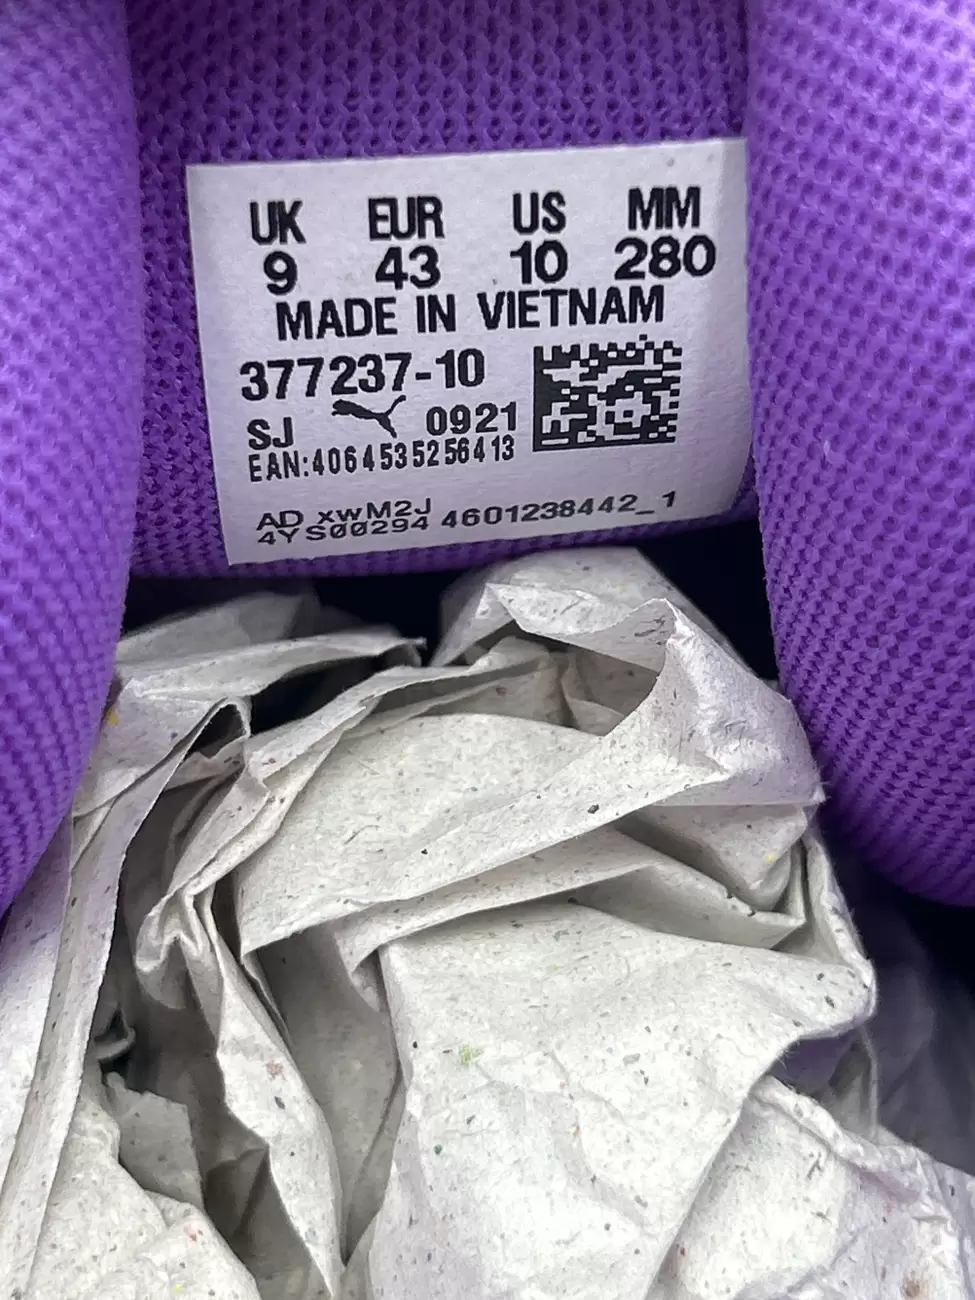 UK EUR US MM
9 43 10 280
MADE IN VIETNAM
377237-10
SJ 0921
EAN:4064535256413
AD xwM2J
4YS00294 4601238442_1